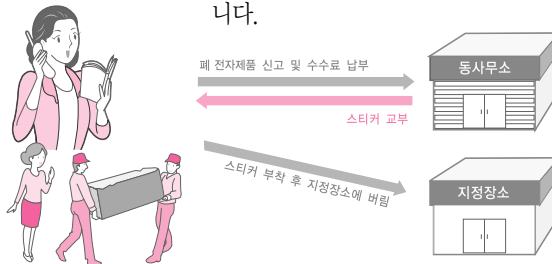 니다.
폐 전자제품 신고 및 수수료 납부
동사무소
스티커 교부
스티커 부착 후 지정장소에 버림
지정장소